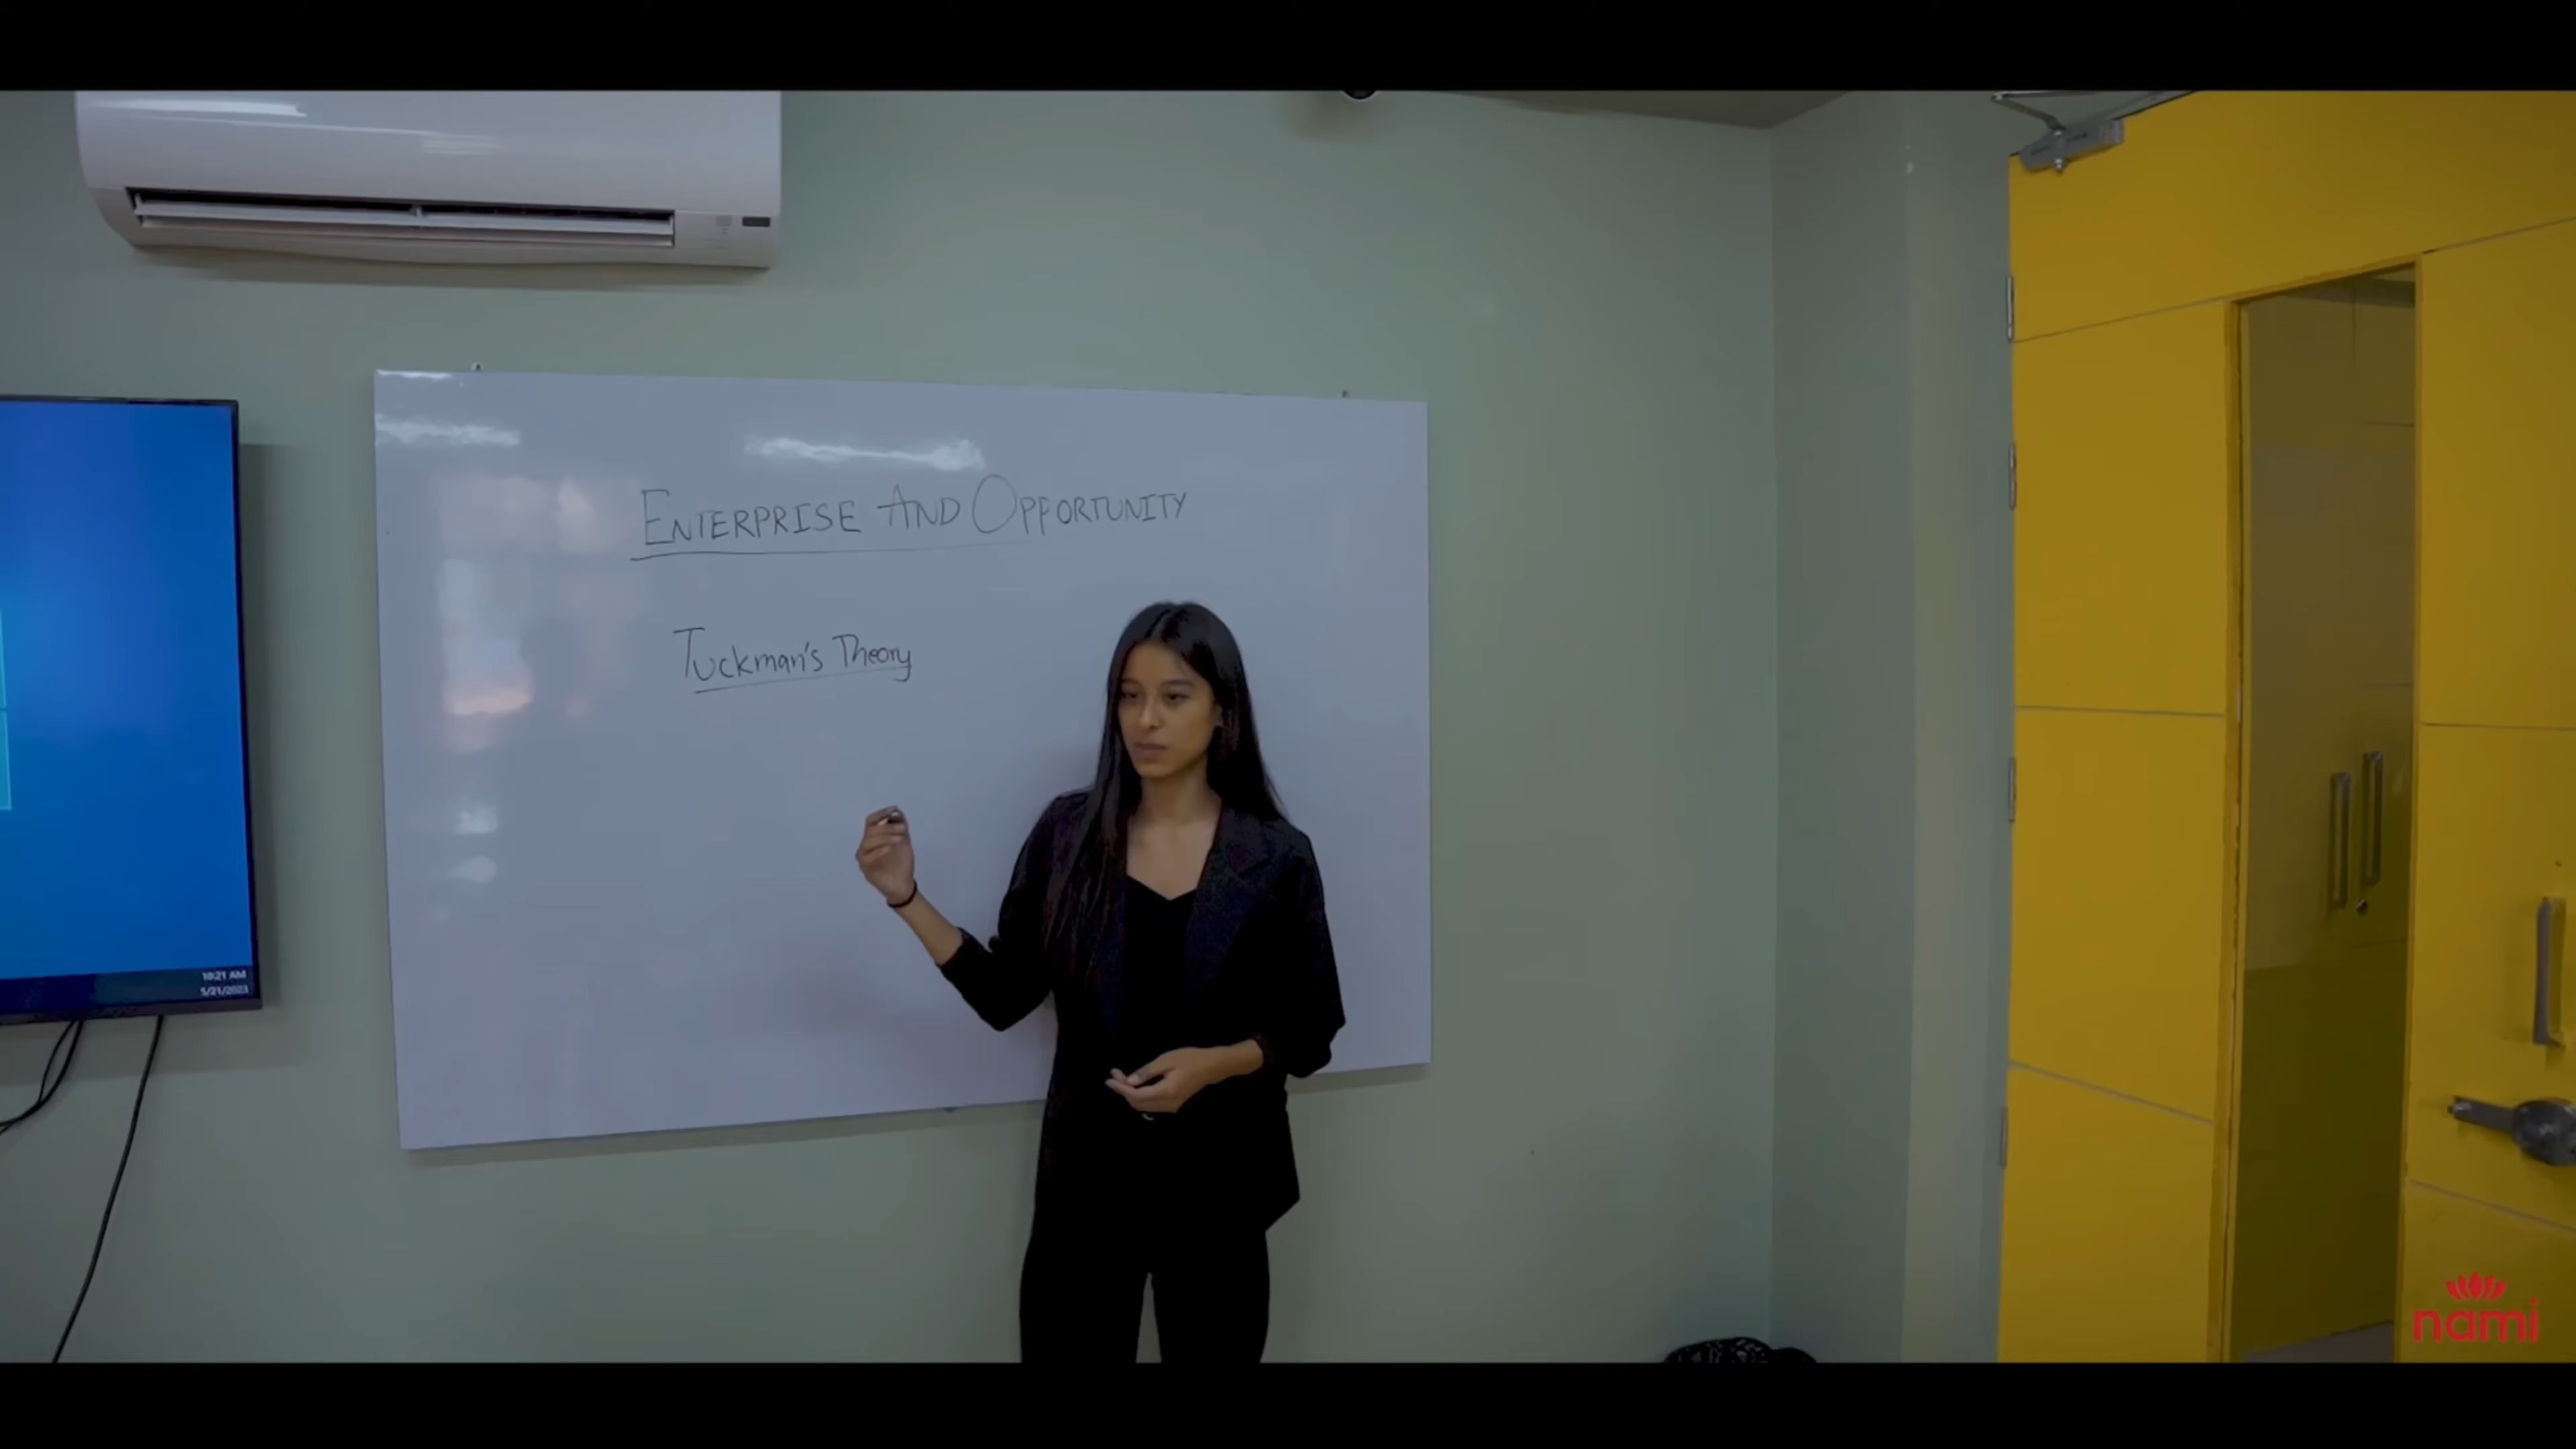 ENTERPRISE AND OPPORTUNITY
Tuckman's Theory
10:21 AM
5/21/2023
nami